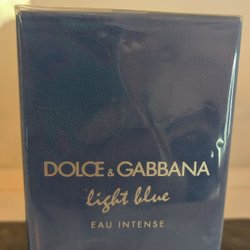 DOLCE & GABBANA
light blue
EAU INTENSE